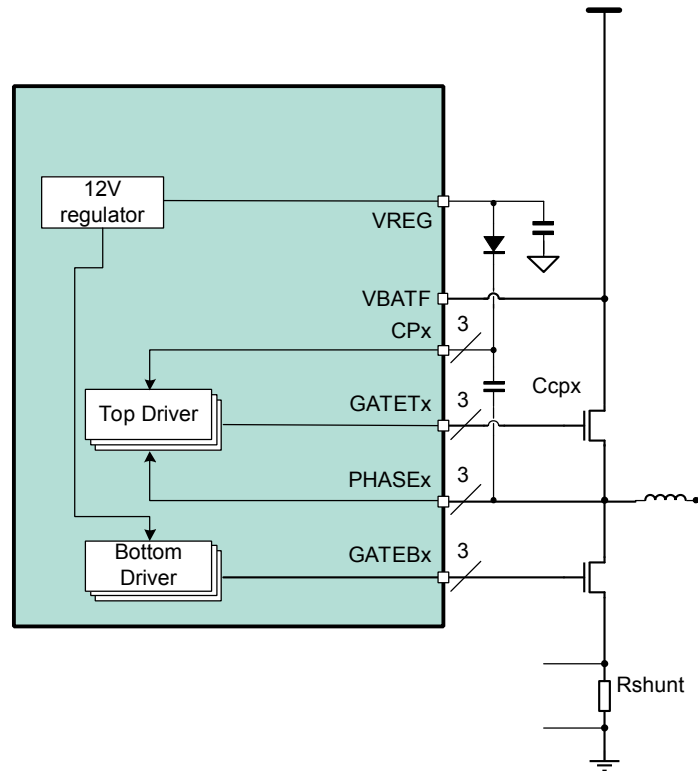 12V
regulator
VREG
VBATF
CPx
3
Top Driver
GATETx
3
Ccpx
PHASEx
3
Bottom
Driver
GATEBx
3
Rshunt